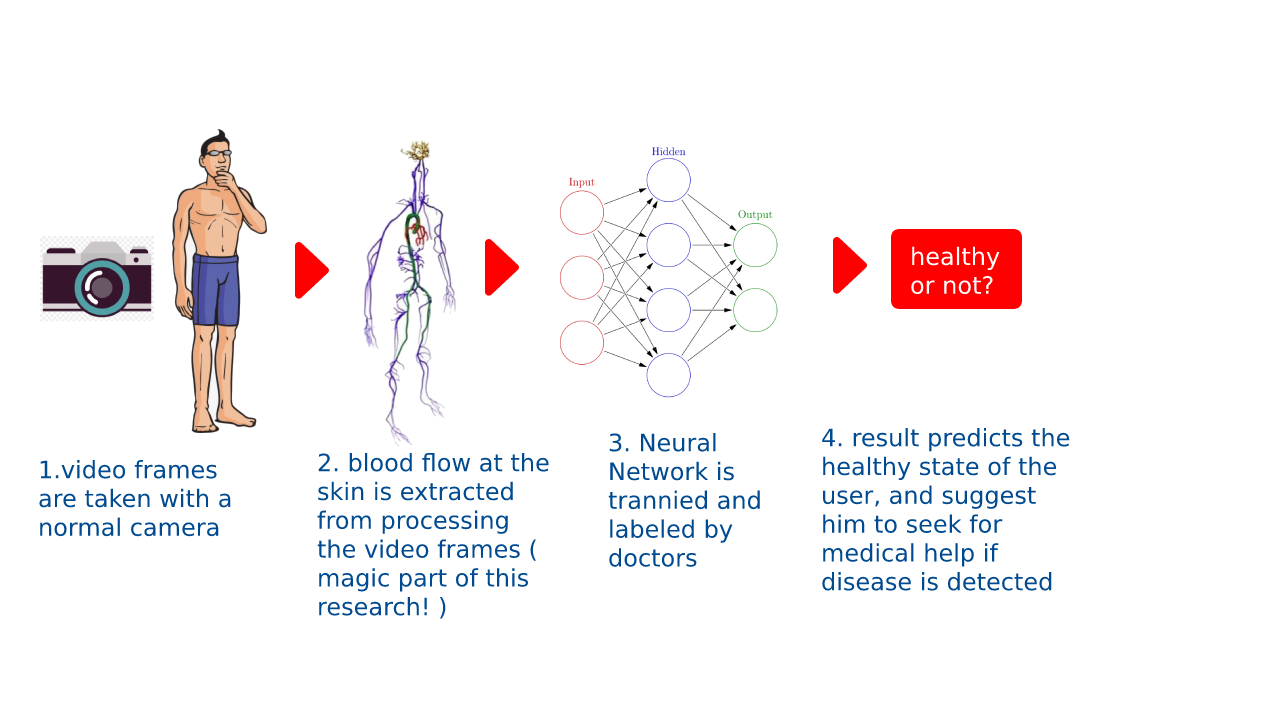 Hidden
Input
Output
healthy
or not?
1.video frames
are taken with a
normal camera
2. blood flow at the
skin is extracted
from processing
the video frames (
magic part of this
research! )
3. Neural
Network is
trannied and
labeled by
doctors
4. result predicts the
healthy state of the
user, and suggest
him to seek for
medical help if
disease is detected